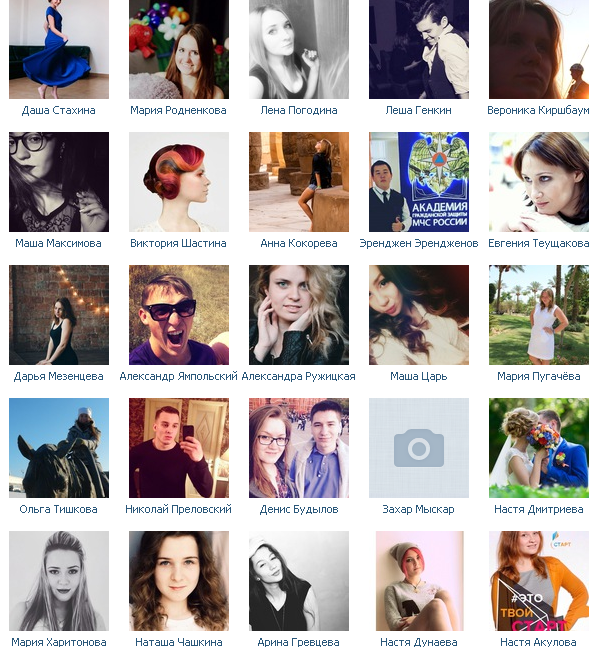 Даша Стахина
Мария Родненкова
Лена Погодина
Леша Генкин
Вероника Киршбаум
АКАДЕМИЯ
ГРАЖДАНСКОЙ ЗАЩИТЫ
МЧС РОССИИ
Маша Максимова
Виктория Шастина
Анна Кокорева
Эренджен Эрендженов
Евгения Теущакова
Дарья Мезенцева
Александр Ямпольский
Александра Ружицкая
Маша Царь
Мария Пугачёва
Ольга Тишкова
Николай Преловский
Денис Будылов
Захар Мыскар
Настя Дмитриева
СТАРТ
#ЭТО
ТВОЙ
СТАРТ
Мария Харитонова
Наташа Чашкина
Арина Гревцева
Настя Дунаева
Настя Акулова